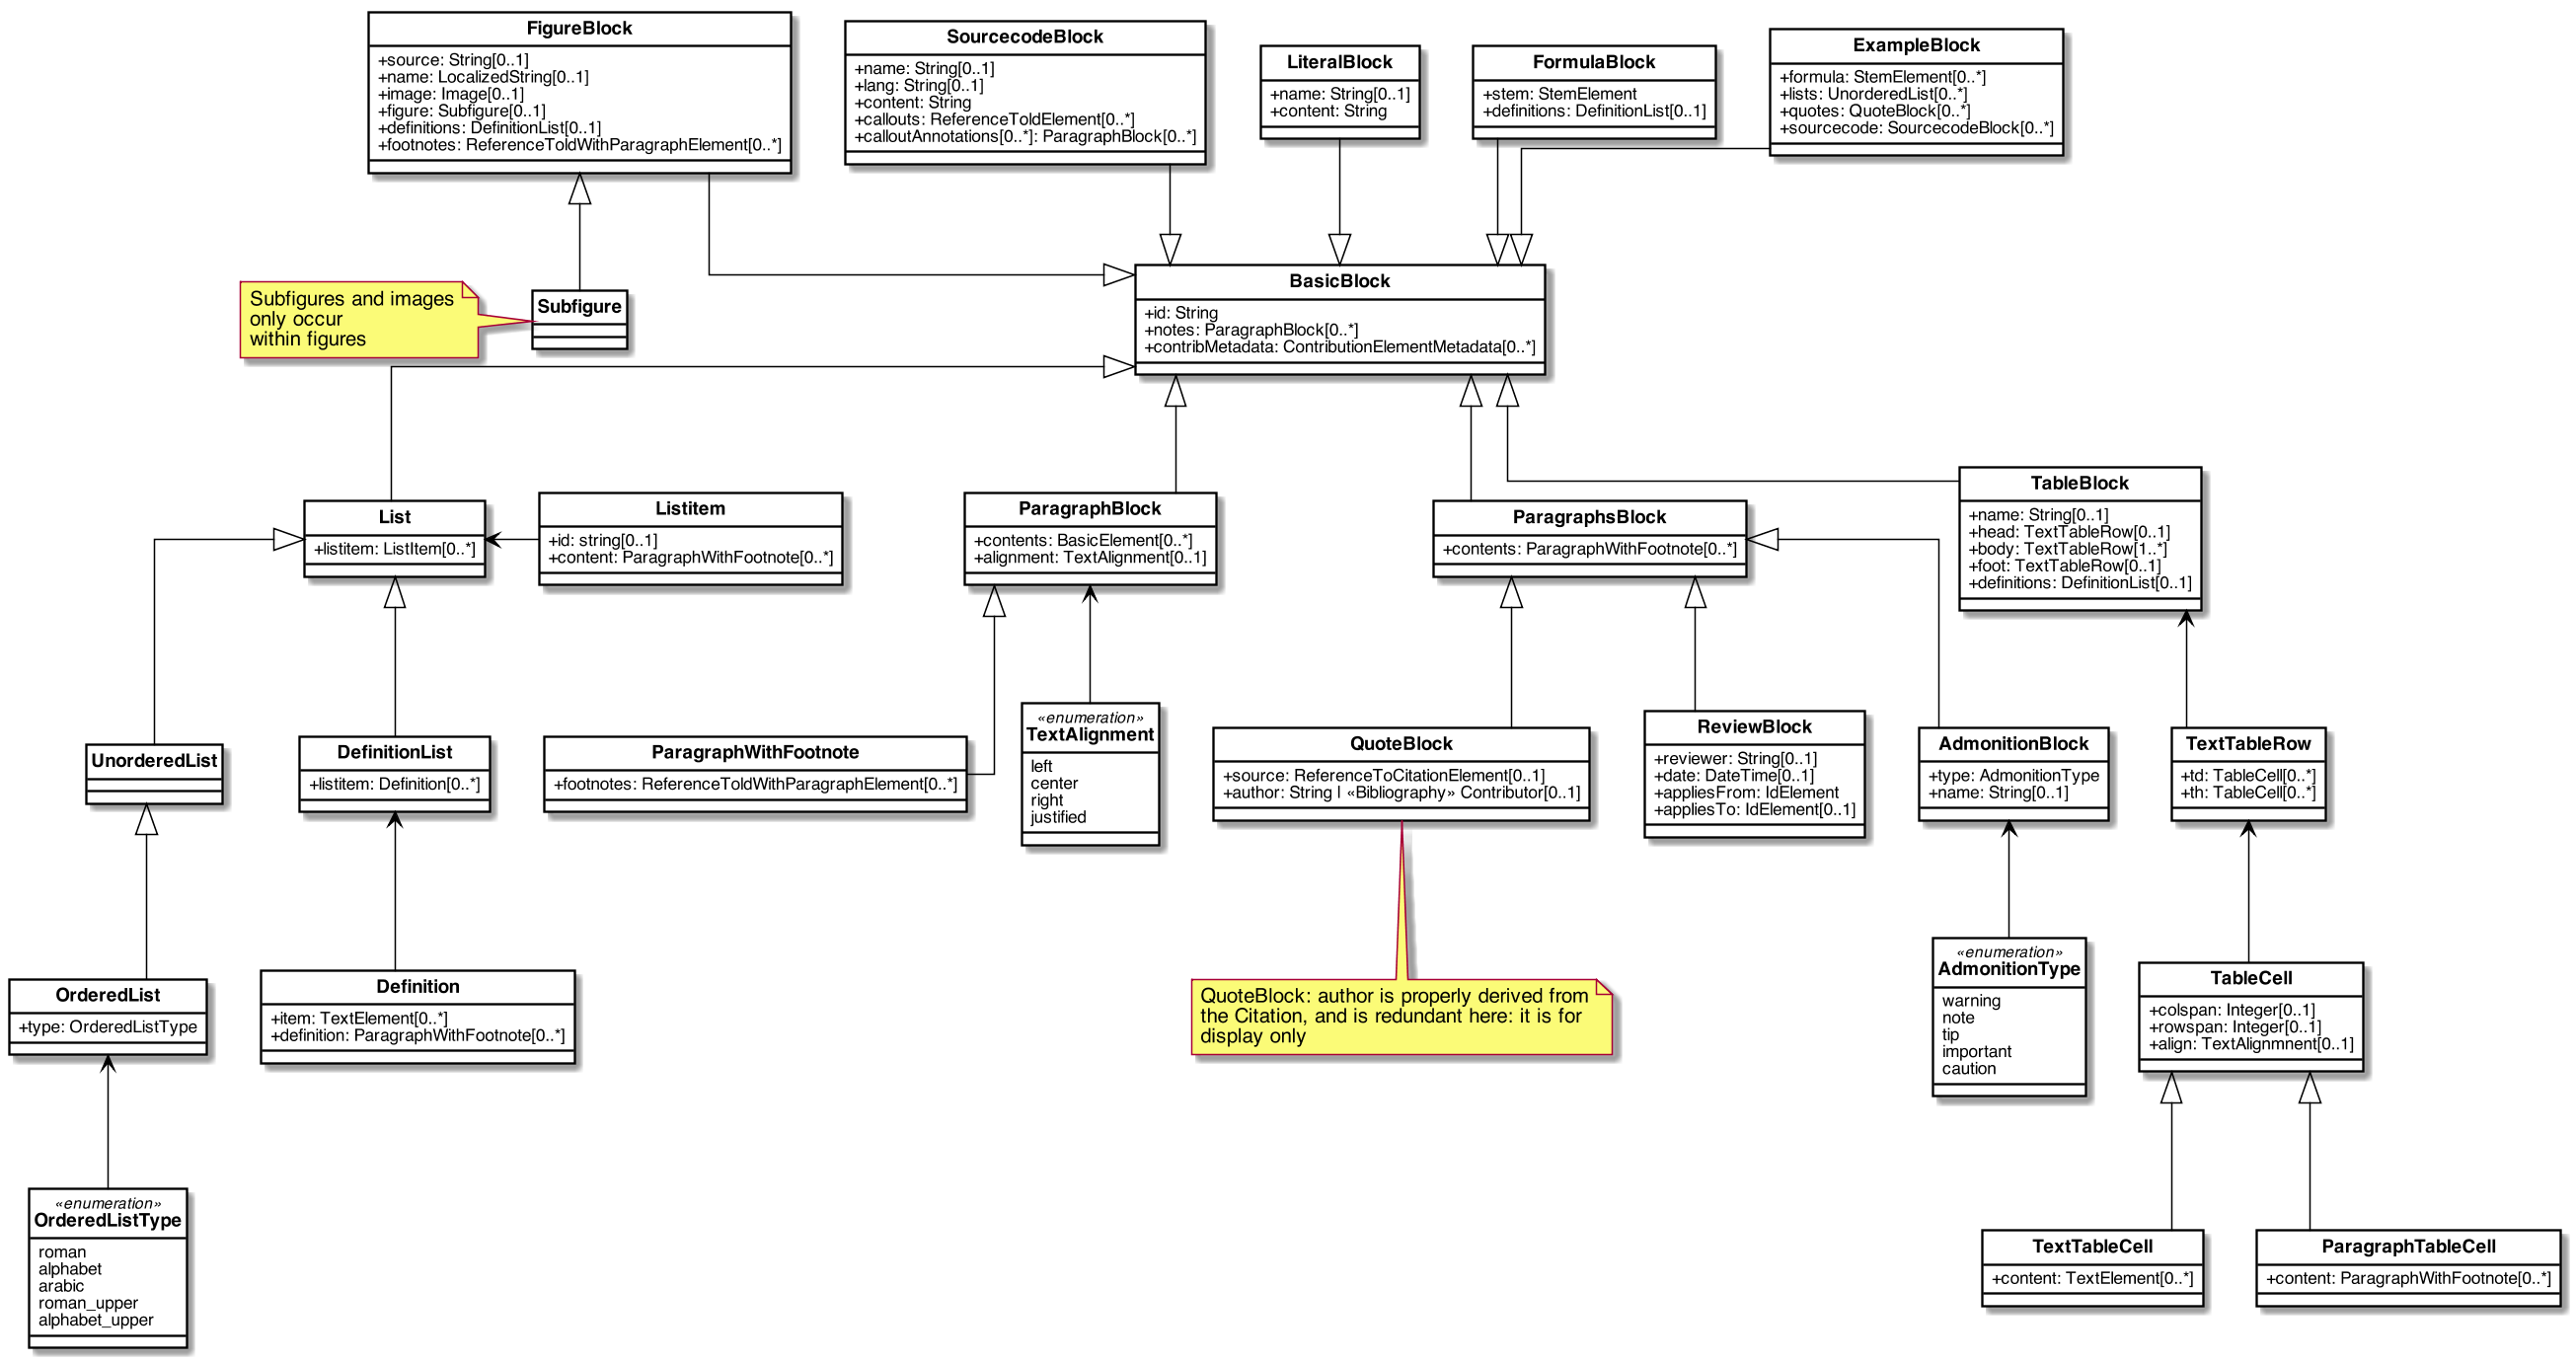 FigureBlock
+source: String[0..1]
+name: LocalizedString[0..1]
+image: Image[0..1]
+figure: Subfigure[0..1]
+definitions: DefinitionList[0..1]
+footnotes: ReferenceToIdWithParagraphElement[0..*]
SourcecodeBlock
+name: String[0..1]
+lang: String[0..1]
+content: String
+callouts: ReferenceToIdElement[0..*]
+calloutAnnotations[0..*]: ParagraphBlock[0..*]
LiteralBlock
+name: String[0..1]
+content: String
FormulaBlock
+stem: StemElement
+definitions: DefinitionList[0..1]
ExampleBlock
+formula: StemElement[0..*]
+lists: UnorderedList[0..*]
+quotes: QuoteBlock[0..*]
+sourcecode: SourcecodeBlock[0..*]
Subfigures and images
only occur
within figures
Subfigure
BasicBlock
+id: String
+notes: ParagraphBlock[0..*]
+contribMetadata: ContributionElementMetadata[0..*]
List
+listitem: ListItem[0..*]
Listitem
+id: string[0..1]
+content: ParagraphWithFootnote[0..*]
ParagraphBlock
+contents: BasicElement[0..*]
+alignment: TextAlignment[0..1]
ParagraphsBlock
+contents: ParagraphWithFootnote[0..*]
TableBlock
+name: String[0..1]
+head: TextTableRow[0..1]
+body: TextTableRow[1..*]
+foot: TextTableRow[0..1]
+definitions: DefinitionList[0..1]
UnorderedList
DefinitionList
+listitem: Definition[0..*]
ParagraphWithFootnote
+footnotes: ReferenceToIdWithParagraphElement[0..*]
«enumeration»
TextAlignment
left
center
right
justified
QuoteBlock
+source: ReferenceToCitationElement[0..1]
+author: String | «Bibliography» Contributor[0..1]
ReviewBlock
+reviewer: String[0..1]
+date: DateTime[0..1]
+appliesFrom: IdElement
+appliesTo: IdElement[0..1]
AdmonitionBlock
+type: AdmonitionType
+name: String[0..1]
TextTableRow
+td: TableCell[0..*]
+th: TableCell[0..*]
OrderedList
+type: OrderedListType
Definition
+item: TextElement[0..*]
+definition: ParagraphWithFootnote[0..*]
QuoteBlock: author is properly derived from
the Citation, and is redundant here: it is for
display only
«enumeration»
AdmonitionType
warning
note
tip
important
caution
TableCell
+colspan: Integer[0..1]
+rowspan: Integer[0..1]
+align: TextAlignmnent[0..1]
«enumeration»
OrderedListType
roman
alphabet
arabic
roman_upper
alphabet_upper
TextTableCell
+content: TextElement[0..*]
ParagraphTableCell
+content: ParagraphWithFootnote[0..*]